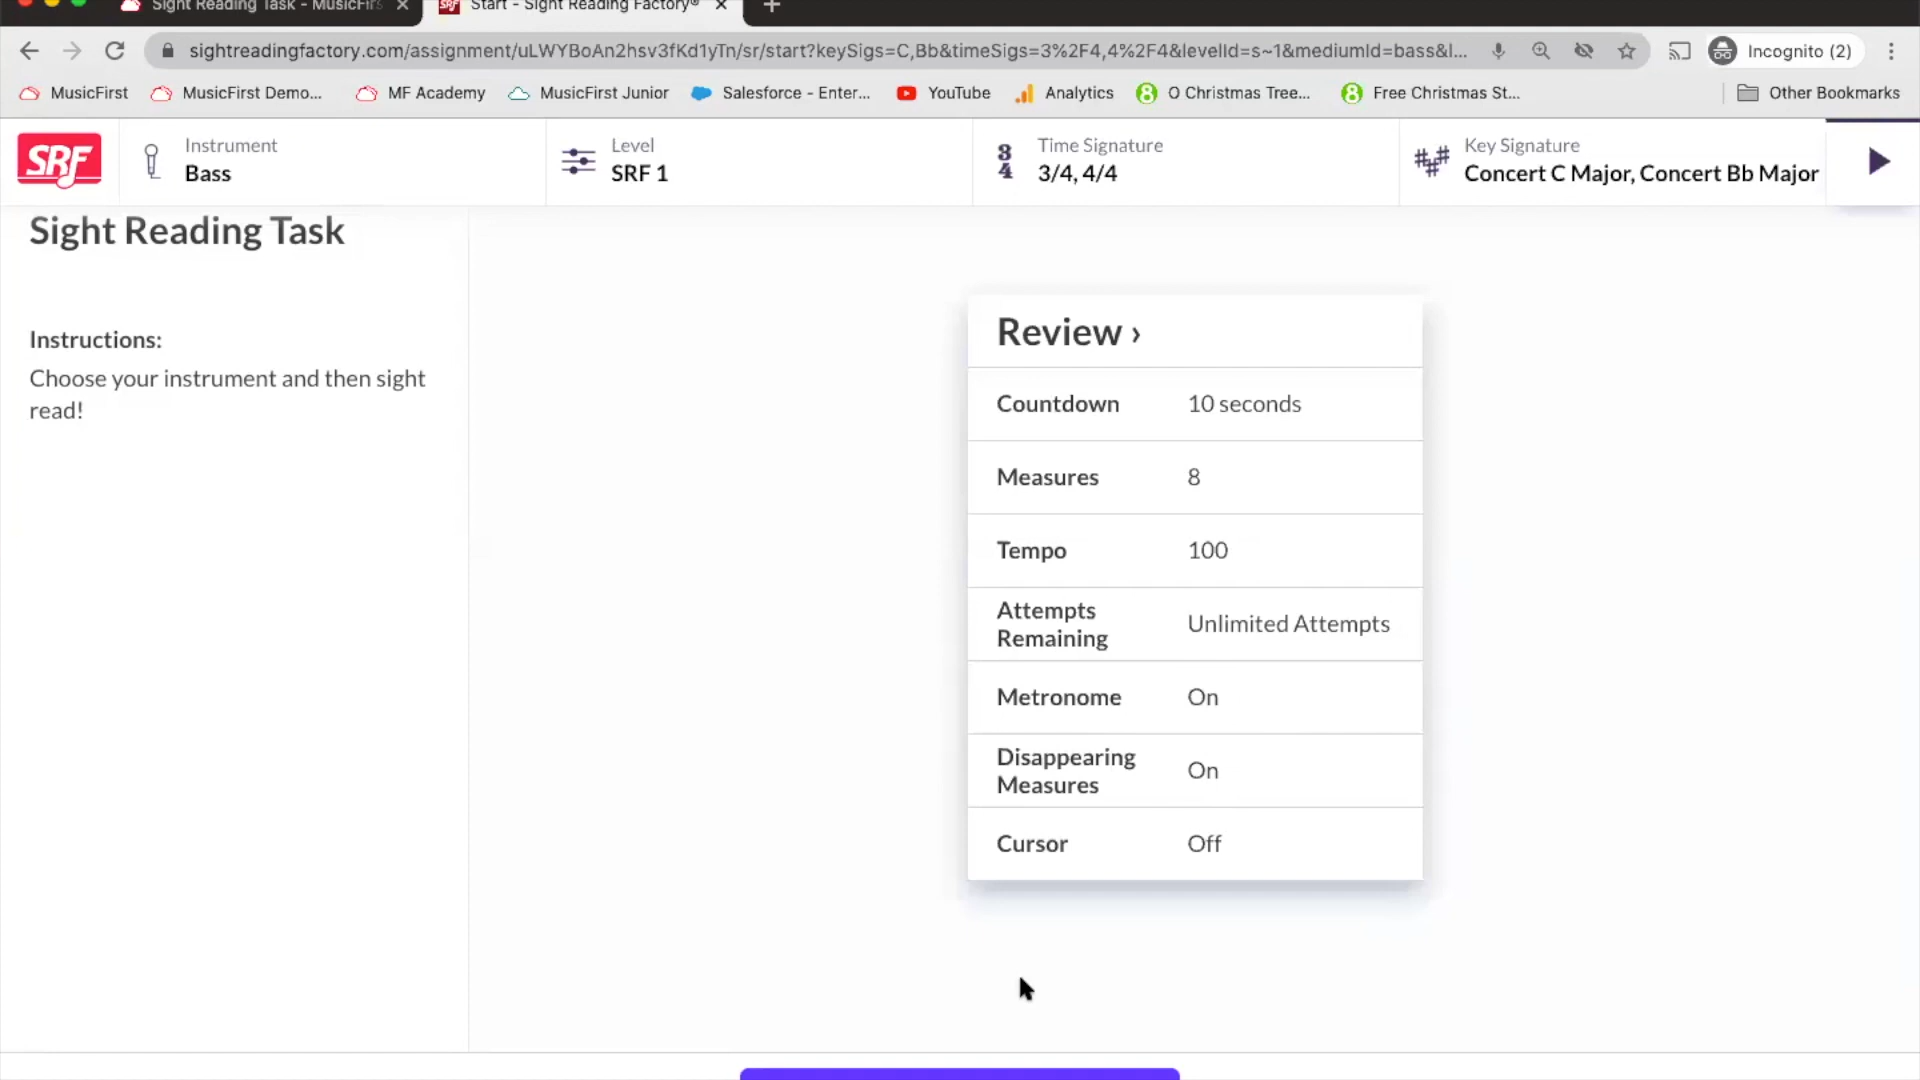 Sight Reading Task - MusicFirs
Start - Sight Reading Factory®
sightreadingfactory.com/assignment/uLWYBoAn2hsv3fKd1yTn/sr/start?keySigs=C,Bb&timeSigs=3%2F4,4%2F4&levelId=s~1&mediumId=bass&l...
Incognito (2)
MusicFirst
MusicFirst Demo...
MF Academy
MusicFirst Junior
Salesforce - Enter...
YouTube
Analytics
O Christmas Tree...
Free Christmas St...
Other Bookmarks
SRF
Instrument
Bass
Level
SRF 1
3
4
Time Signature
3/4, 4/4
Key Signature
Concert C Major, Concert Bb Major
Sight Reading Task
Instructions:
Choose your instrument and then sight
read!
Review ›
Countdown 10 seconds
Measures 8
Tempo 100
Attempts
Remaining
Unlimited Attempts
Metronome On
Disappearing
Measures
On
Cursor Off